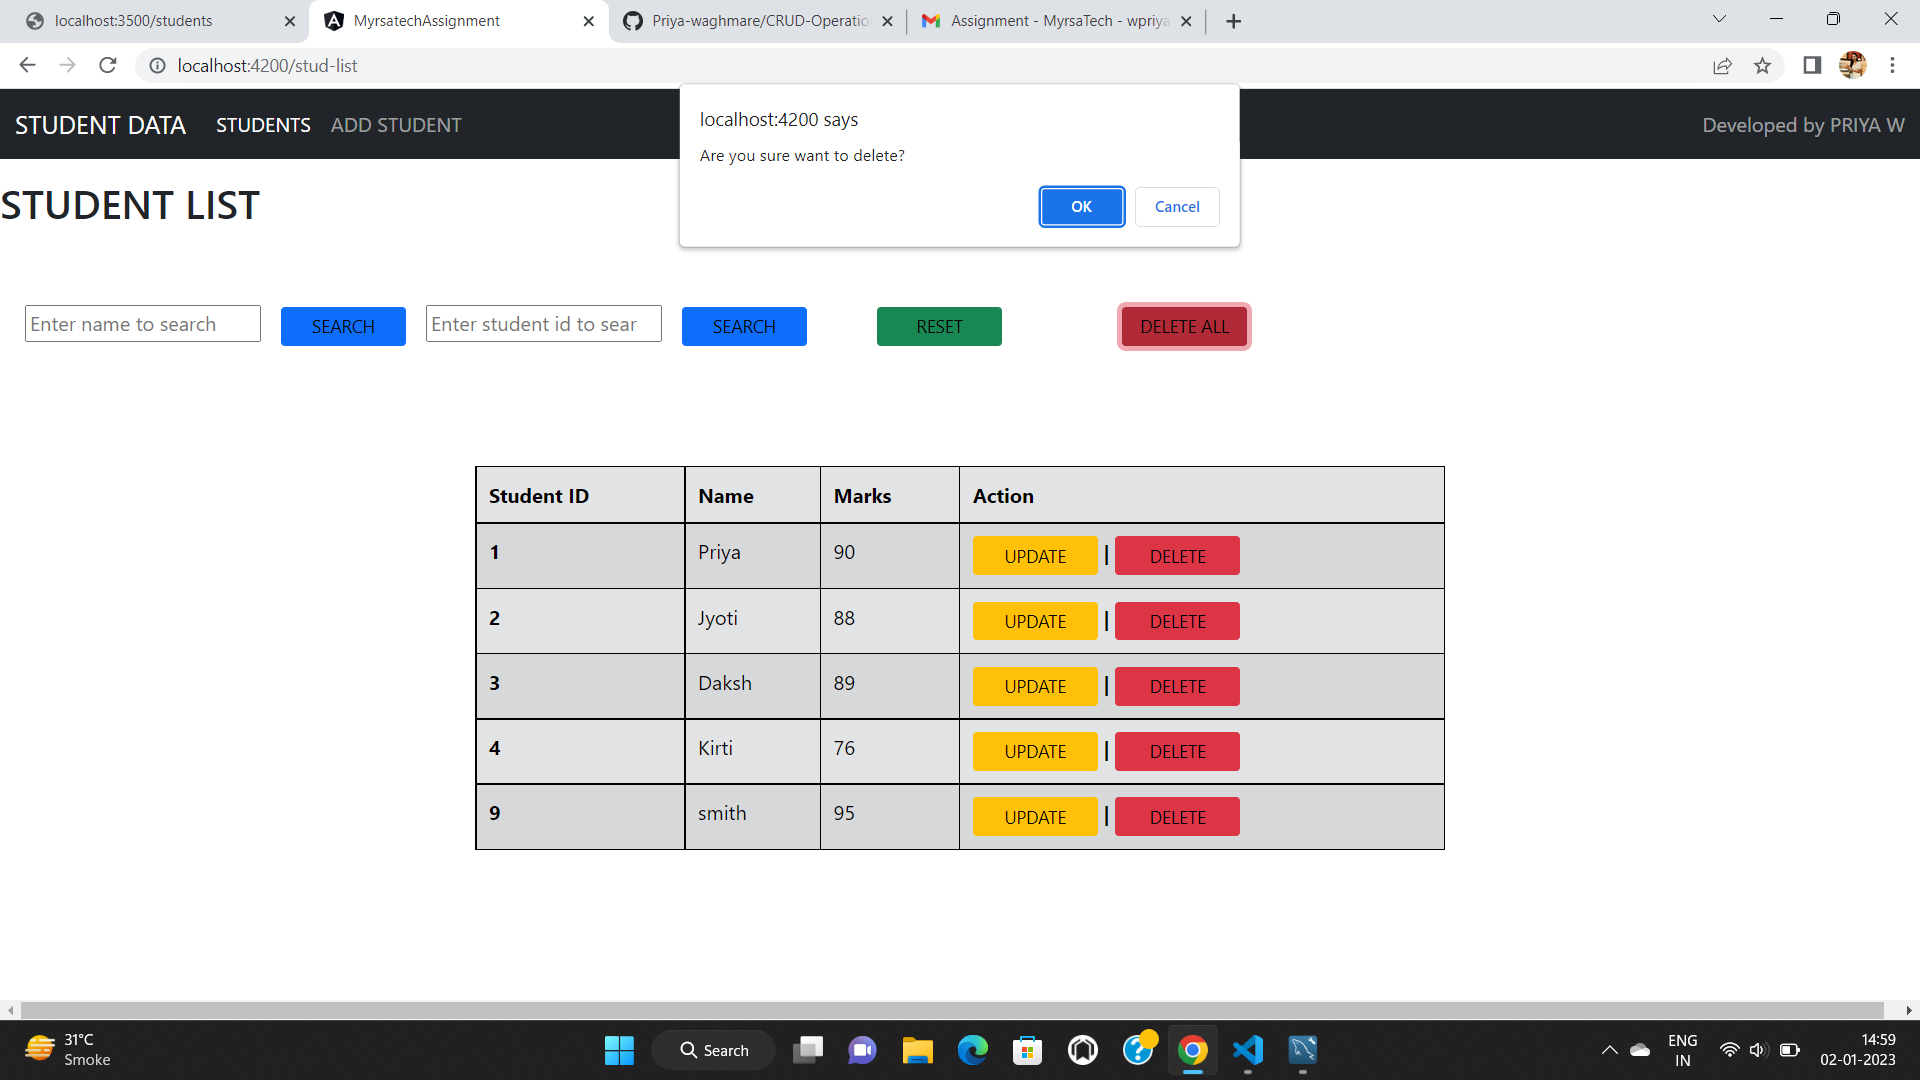 localhost:3500/students
MyrsatechAssignment
Priya-waghmare/CRUD-Operatio
Assignment - MyrsaTech - wpriya
localhost:4200/stud-list
STUDENT DATA STUDENTS ADD STUDENT
Developed by PRIYA W
localhost:4200 says
Are you sure want to delete?
OK Cancel
STUDENT LIST
Enter name to search SEARCH Enter student id to sear SEARCH RESET DELETE ALL
Student ID Name Marks Action
1 Priya 90 UPDATE | DELETE
2 Jyoti 88 UPDATE | DELETE
3 Daksh 89 UPDATE | DELETE
4 Kirti 76 UPDATE | DELETE
9 smith 95 UPDATE | DELETE
31°C
Smoke
Search
ENG
IN
14:59
02-01-2023